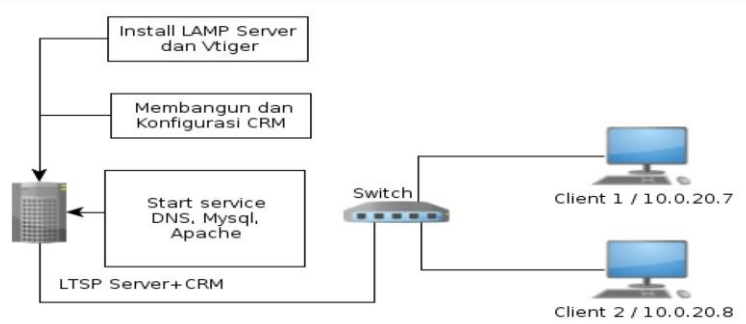 Install LAMP Server
dan Vtiger
Membangun dan
Konfigurasi CRM
Start service
DNS, Mysql,
Apache
LTSP Server+CRM
Switch
Client 1 / 10.0.20.7
Client 2 / 10.0.20.8